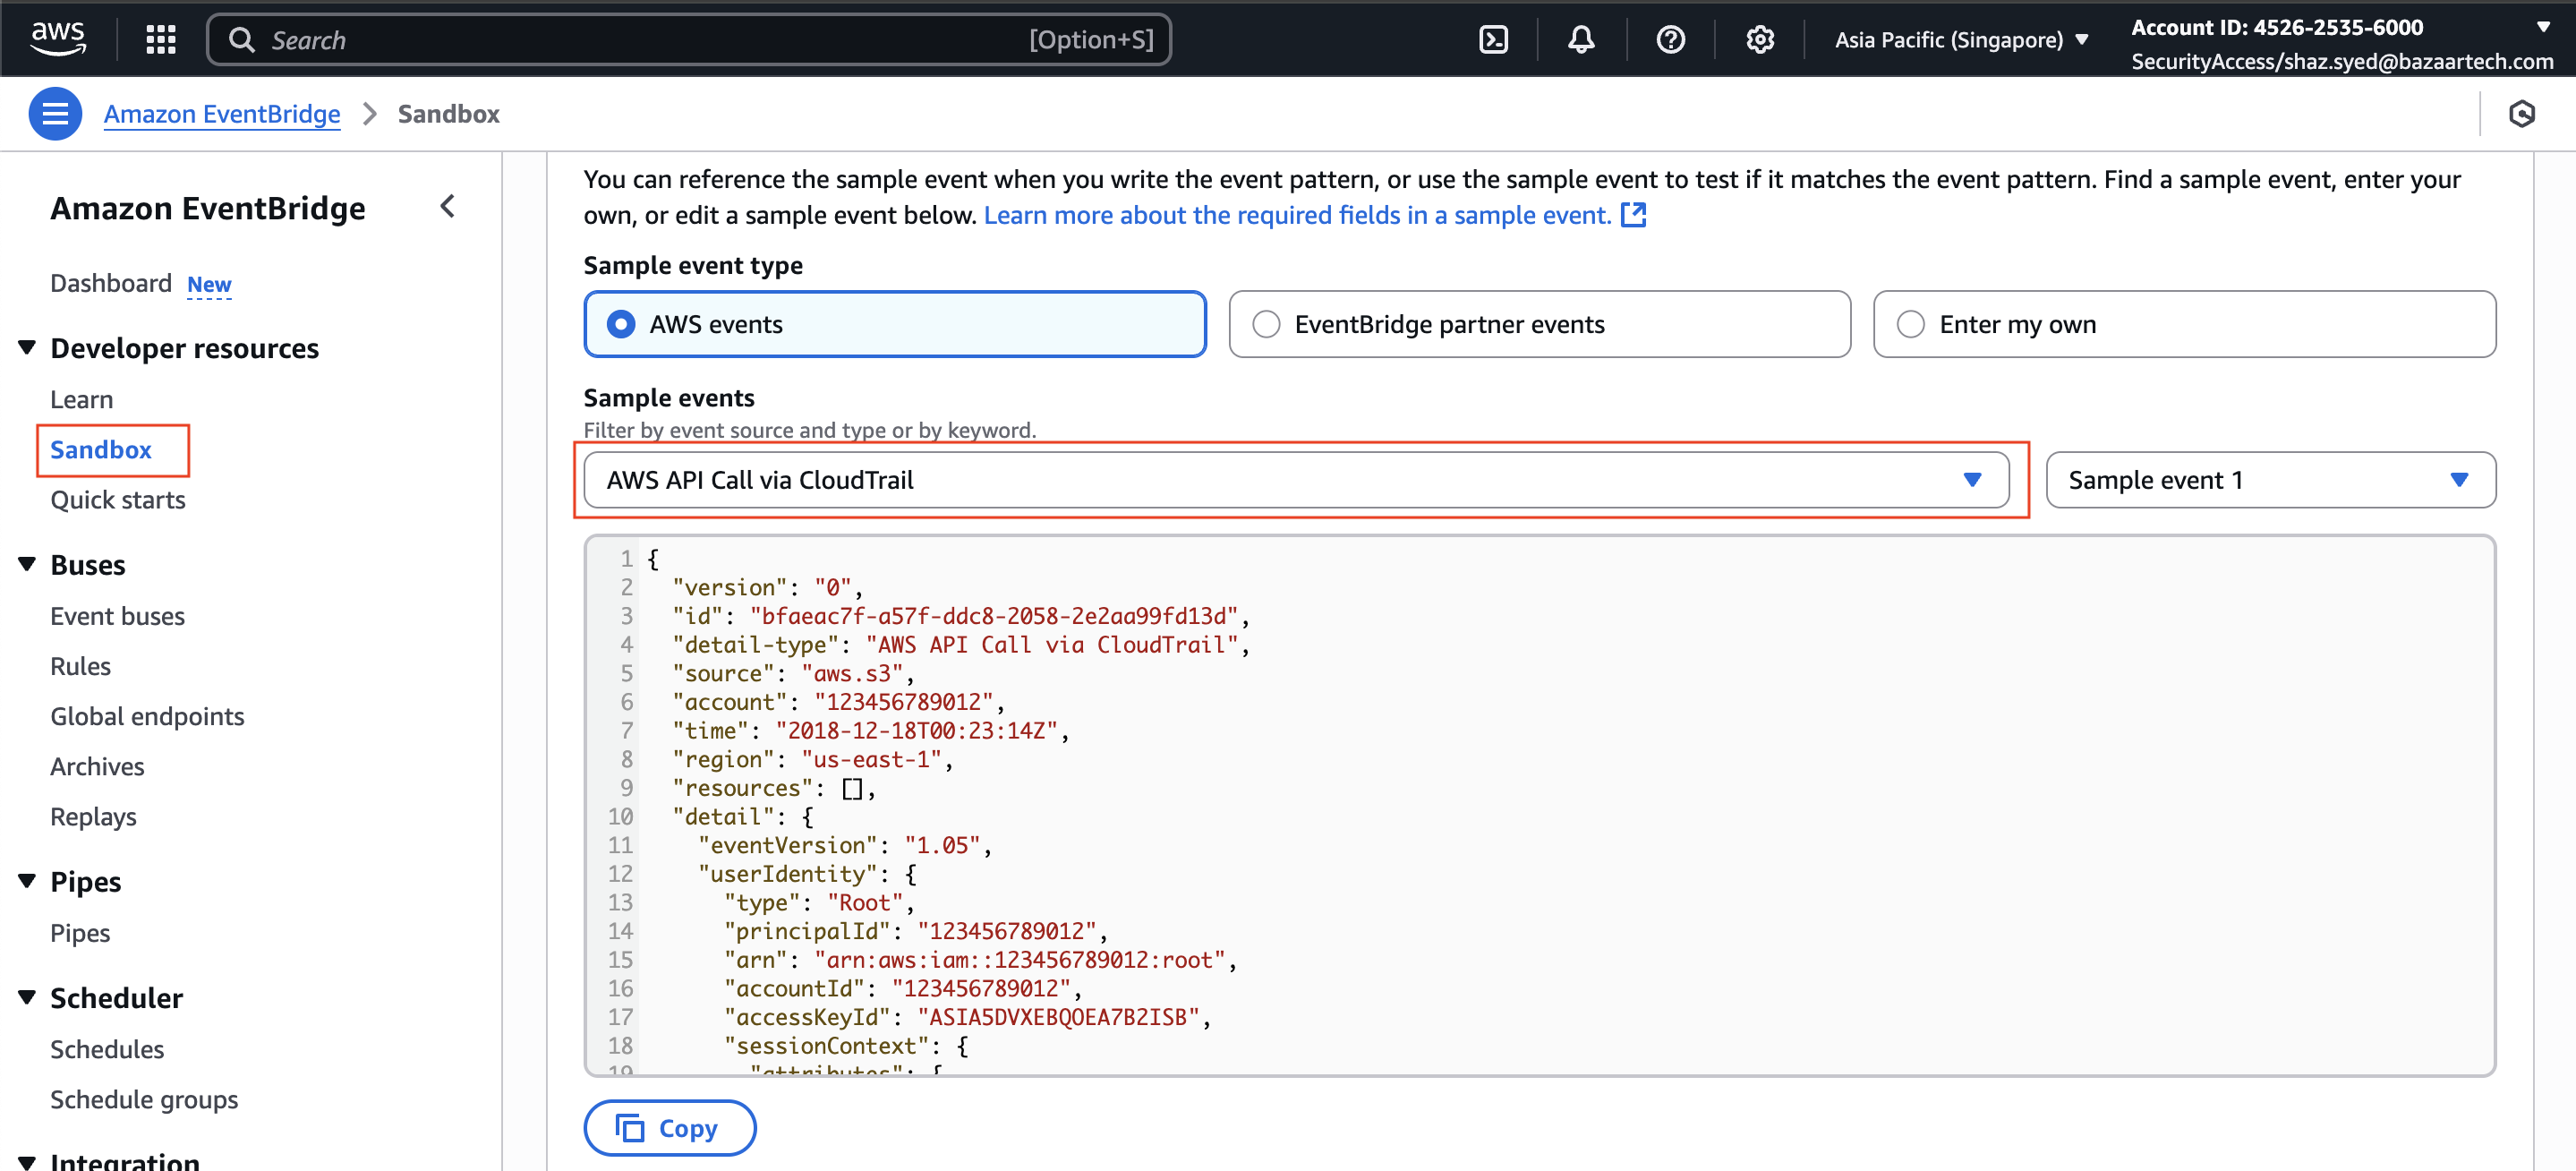 aws
Search [Option+S]
Asia Pacific (Singapore)
Account ID: 4526-2535-6000
SecurityAccess/shaz.syed@bazaartech.com
Amazon EventBridge > Sandbox
Amazon EventBridge
Dashboard New
Developer resources
Learn
Sandbox
Quick starts
Buses
Event buses
Rules
Global endpoints
Archives
Replays
Pipes
Pipes
Scheduler
Schedules
Schedule groups
Integration
You can reference the sample event when you write the event pattern, or use the sample event to test if it matches the event pattern. Find a sample event, enter your
own, or edit a sample event below. Learn more about the required fields in a sample event.
Sample event type
AWS events
EventBridge partner events
Enter my own
Sample events
Filter by event source and type or by keyword.
AWS API Call via CloudTrail
Sample event 1
1 {
2 "version": "0",
3 "id": "bfaeac7f-a57f-ddc8-2058-2e2aa99fd13d",
4 "detail-type": "AWS API Call via CloudTrail",
5 "source": "aws.s3",
6 "account": "123456789012",
7 "time": "2018-12-18T00:23:14Z",
8 "region": "us-east-1",
9 "resources": [],
10 "detail": {
11 "eventVersion": "1.05",
12 "userIdentity": {
13 "type": "Root",
14 "principalId": "123456789012",
15 "arn": "arn:aws:iam::123456789012:root",
16 "accountId": "123456789012",
17 "accessKeyId": "ASIA5DVXEBQOEA7B2ISB",
18 "sessionContext": {
19 "attributes": {
Copy